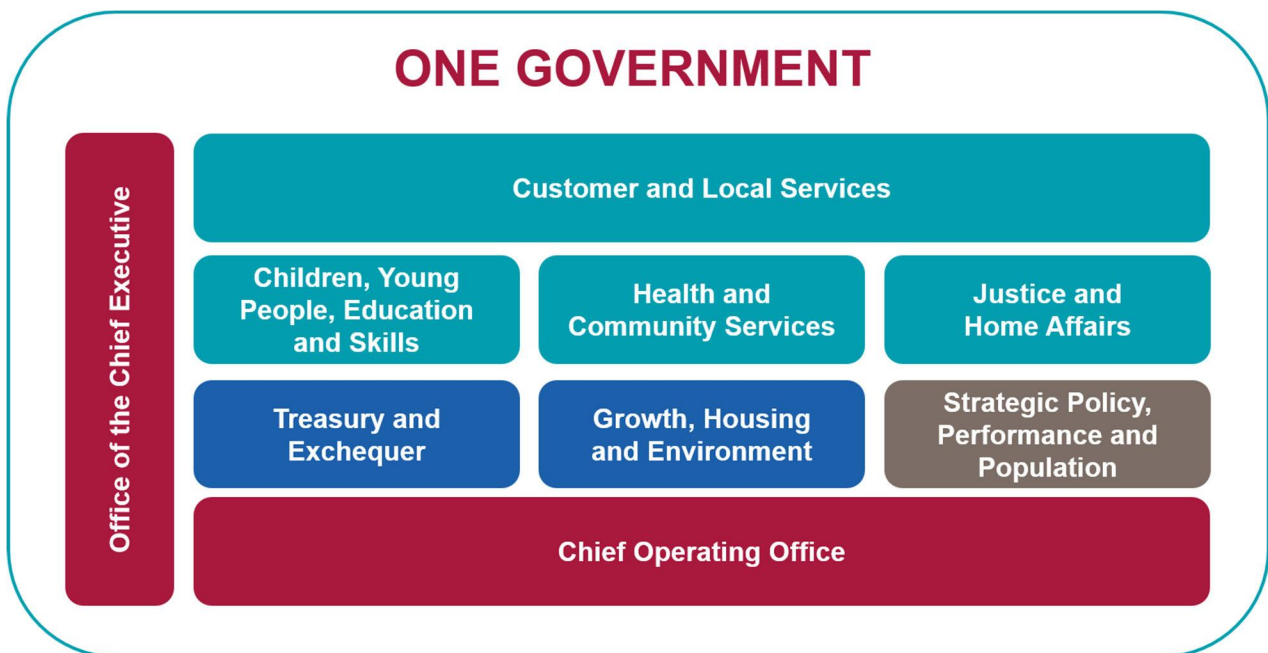 ONE GOVERNMENT
Office of the Chief Executive
Customer and Local Services
Children, Young
People, Education
and Skills
Health and
Community Services
Justice and
Home Affairs
Treasury and
Exchequer
Growth, Housing
and Environment
Strategic Policy,
Performance and
Population
Chief Operating Office